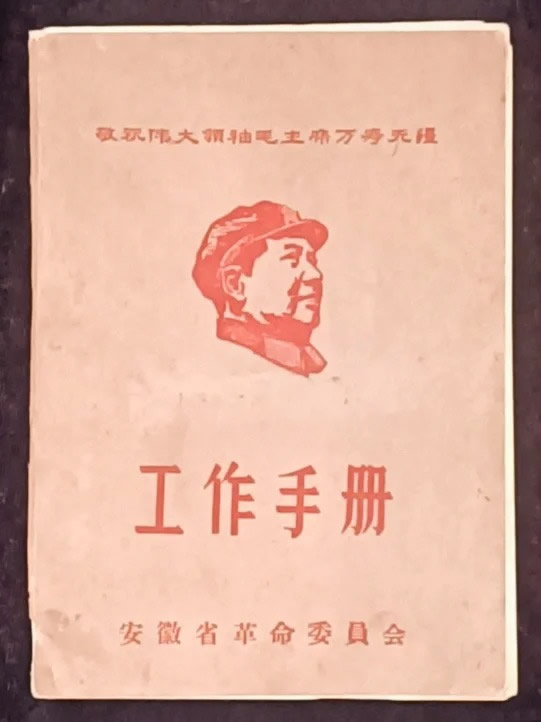 敬祝伟大領袖毛主席万寿无疆
工作手册
安徽省革命委員会